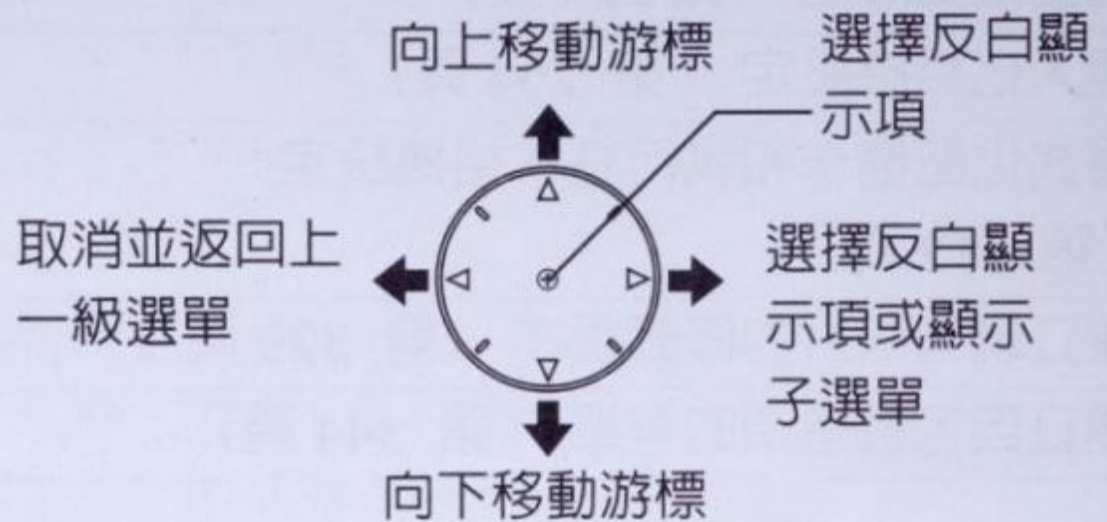 向上移動游標
選擇反白顯
示項
取消並返回上
一級選單
選擇反白顯
示項或顯示
子選單
向下移動游標